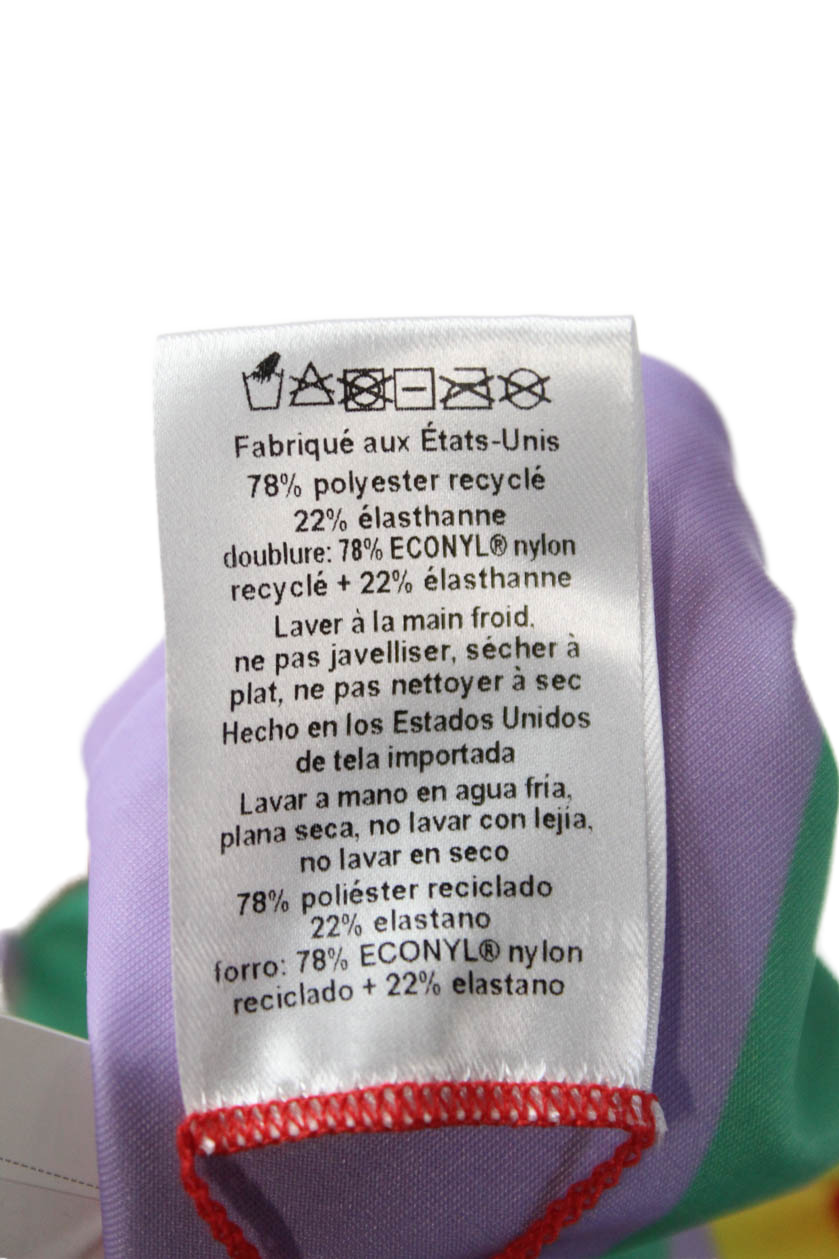 Fabriqué aux États-Unis
78% polyester recyclé
22% élasthanne
doublure: 78% ECONYL® nylon
recyclé + 22% élasthanne
Laver à la main froid,
ne pas javelliser, sécher à
plat, ne pas nettoyer à sec
Hecho en los Estados Unidos
de tela importada
Lavar a mano en agua fría,
plana seca, no lavar con lejía,
no lavar en seco
78% poliéster reciclado
22% elastano
forro: 78% ECONYL® nylon
reciclado + 22% elastano